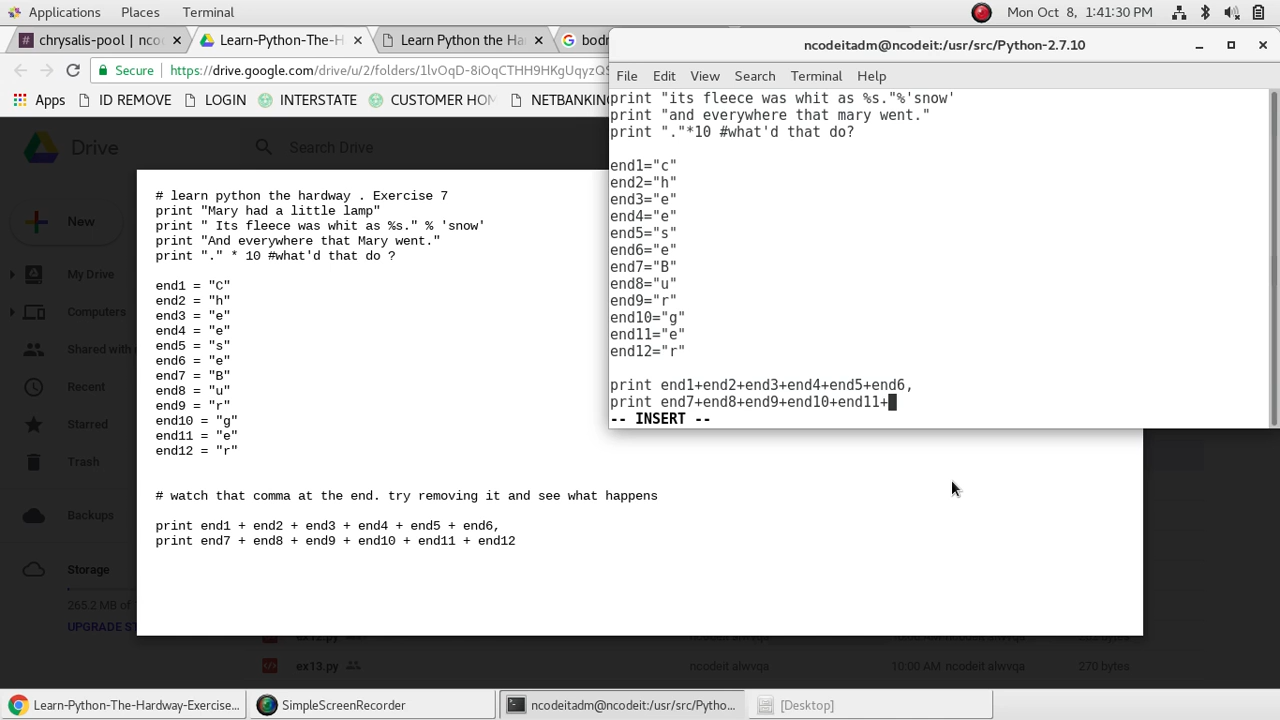 Applications Places Terminal Mon Oct 8, 1:41:30 PM
chrysalis-pool | nco Learn-Python-The-H Learn Python the Ha bodr
Secure https://drive.google.com/drive/u/2/folders/1lvOqD-8iOqCTHH9HKgUqyzQS
Apps ID REMOVE LOGIN INTERSTATE CUSTOMER HOM NETBANKING
Drive Search Drive
New
My Drive
Computers
Shared with
Recent
Starred
Trash
Backups
Storage
265.2 MB of
UPGRADE ST
# learn python the hardway . Exercise 7
print "Mary had a little lamp"
print " Its fleece was whit as %s." % 'snow'
print "And everywhere that Mary went."
print "." * 10 #what'd that do ?
end1 = "C"
end2 = "h"
end3 = "e"
end4 = "e"
end5 = "s"
end6 = "e"
end7 = "B"
end8 = "u"
end9 = "r"
end10 = "g"
end11 = "e"
end12 = "r"
# watch that comma at the end. try removing it and see what happens
print end1 + end2 + end3 + end4 + end5 + end6,
print end7 + end8 + end9 + end10 + end11 + end12
ncodeitadm@ncodeit:/usr/src/Python-2.7.10
File Edit View Search Terminal Help
print "its fleece was whit as %s."%'snow'
print "and everywhere that mary went."
print "."*10 #what'd that do?
end1="c"
end2="h"
end3="e"
end4="e"
end5="s"
end6="e"
end7="B"
end8="u"
end9="r"
end10="g"
end11="e"
end12="r"
print end1+end2+end3+end4+end5+end6,
print end7+end8+end9+end10+end11+
-- INSERT --
ex13.py ncodeit alwvqa 10:00 AM ncodeit alwvqa 270 bytes
Learn-Python-The-Hardway-Exercise... SimpleScreenRecorder ncodeitadm@ncodeit:/usr/src/Pytho... [Desktop]